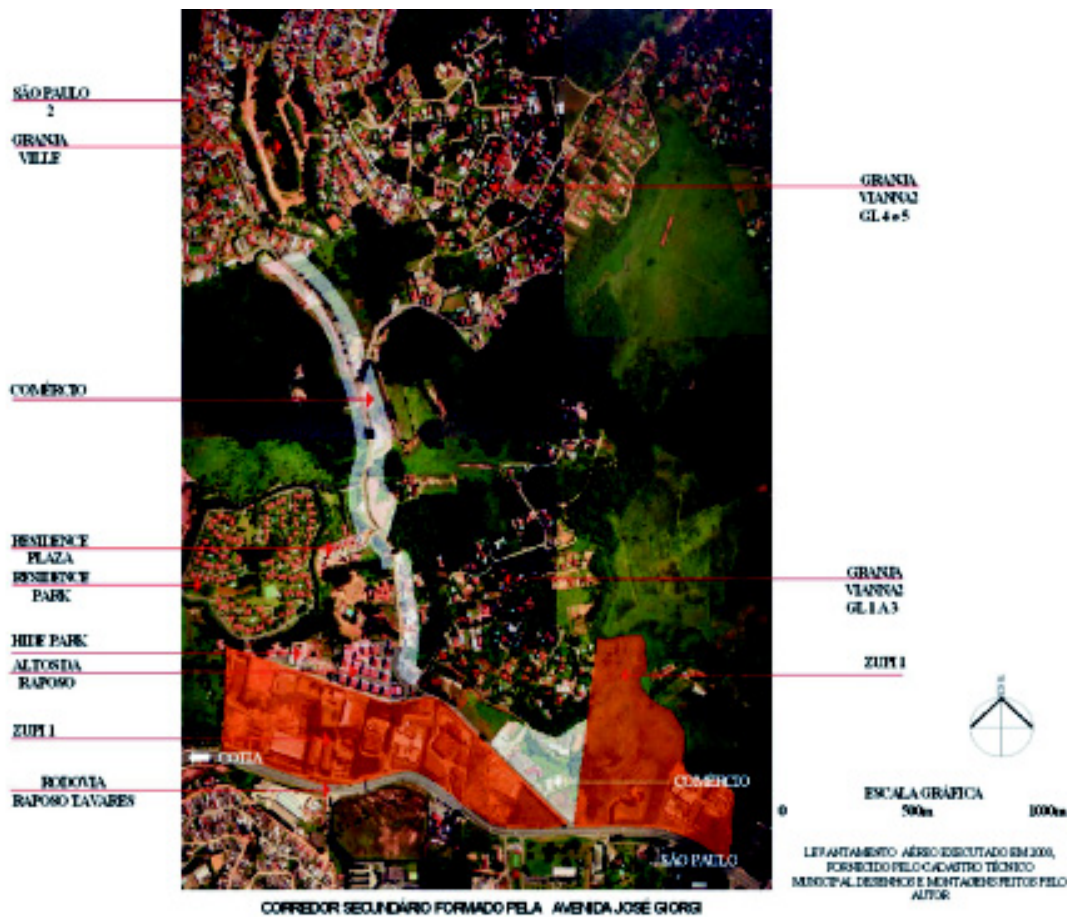 SÃO PAULO
2
GRANJA
VILLE
GRANJA
VIANNA2
GL 4 e 5
COMÉRCIO
RESIDENCE
PLAZA
RESIDENCE
PARK
GRANJA
VIANNA2
GL 1 A 3
HIDE PARK
ALTOS DA
RAPOSO
ZUPI 1
ZUPI 1
COTIA
RODOVIA
RAPOSO TAVARES
COMÉRCIO
SÃO PAULO
N
ESCALA GRÁFICA
0 500m 1000m
LEVANTAMENTO AÉREO EXECUTADO EM
FORNECIDO PELO CADASTRO TÉCNICO
MUNICIPAL. DESENHOS E MONTAGENS FEITOS PELO
AUTOR
CORREDOR SECUNDÁRIO FORMADO PELA AVENIDA JOSÉ GIORGI